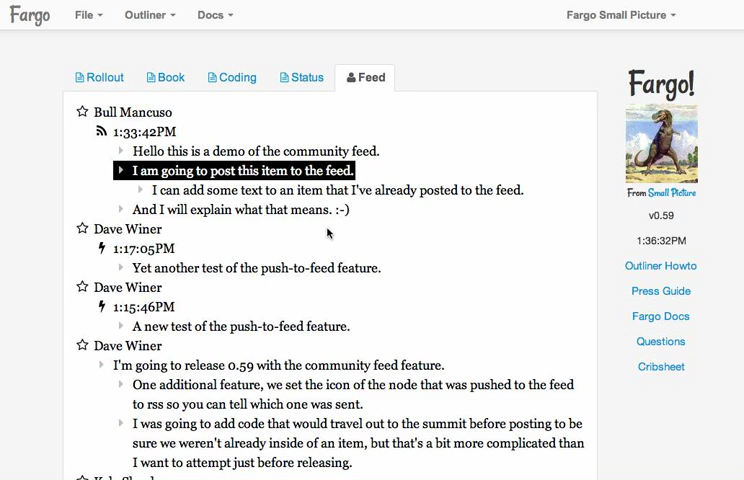 Fargo File Outliner Docs Fargo Small Picture
Rollout Book Coding Status Feed
Bull Mancuso
1:33:42PM
Hello this is a demo of the community feed.
I am going to post this item to the feed.
I can add some text to an item that I've already posted to the feed.
And I will explain what that means. :-)
Dave Winer
1:17:05PM
Yet another test of the push-to-feed feature.
Dave Winer
1:15:46PM
A new test of the push-to-feed feature.
Dave Winer
I'm going to release 0.59 with the community feed feature.
One additional feature, we set the icon of the node that was pushed to the feed
to rss so you can tell which one was sent.
I was going to add code that would travel out to the summit before posting to be
sure we weren't already inside of an item, but that's a bit more complicated than
I want to attempt just before releasing.
Fargo!
From Small Picture
v0.59
1:36:32PM
Outliner Howto
Press Guide
Fargo Docs
Questions
Cribsheet